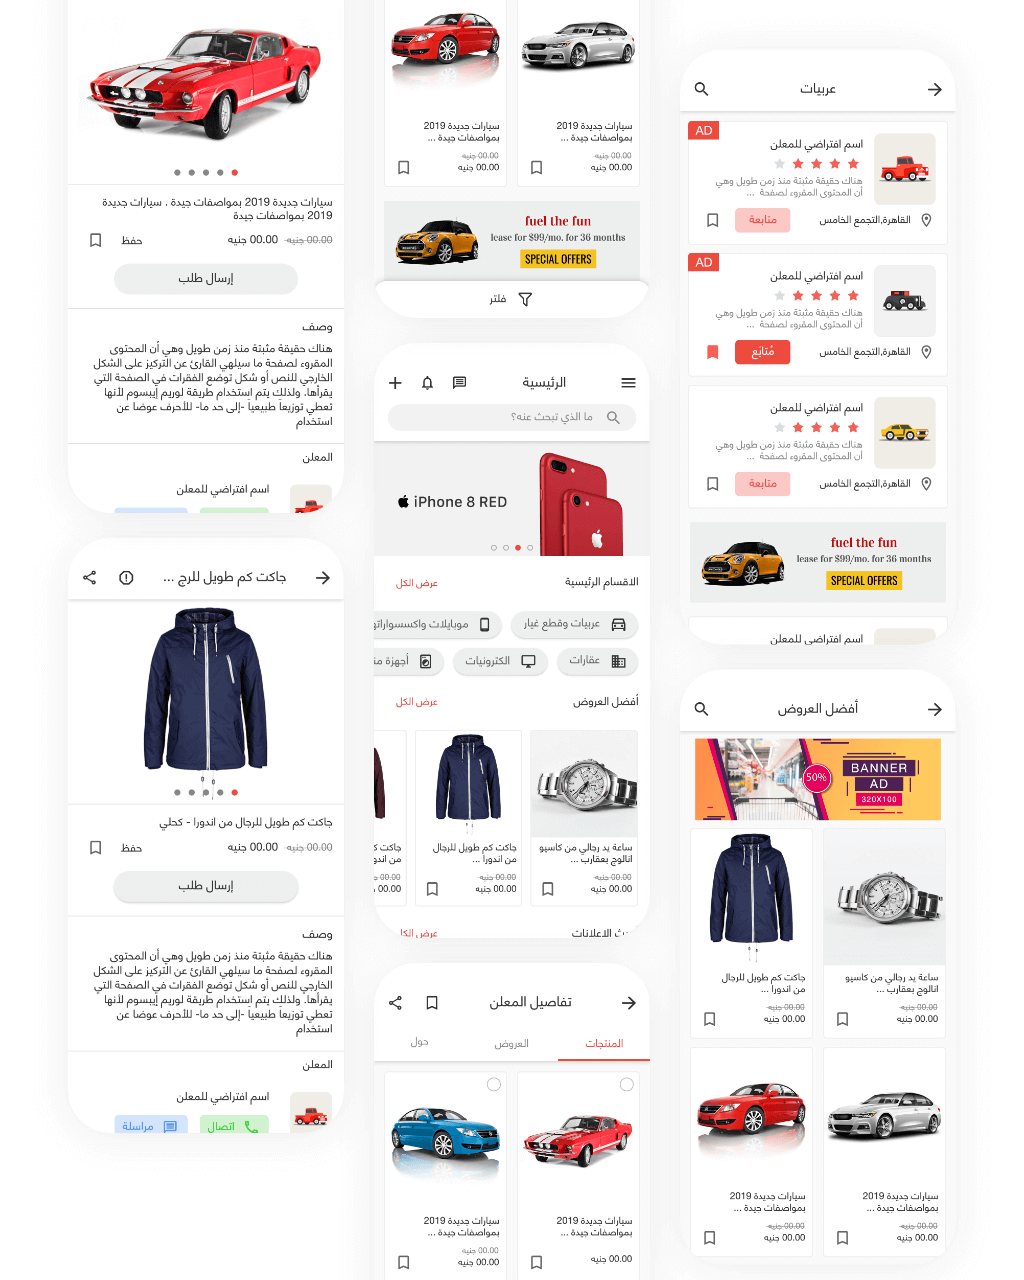 سيارات جديدة 2019 بمواصفات جيدة . سيارات جديدة
2019 بمواصفات جيدة
00.00 جنيه 00.00 جنيه
حفظ
إرسال طلب
وصف
هناك حقيقة مثبتة منذ زمن طويل وهي أن المحتوى
المقروء لصفحة ما سيلهي القارئ عن التركيز على الشكل
الخارجي للنص أو شكل توضع الفقرات في الصفحة التي
يقرأها. ولذلك يتم استخدام طريقة لوريم إيبسوم لأنها
تعطي توزيعاَ طبيعياَ -إلى حد ما- للأحرف عوضا عن
استخدام
المعلن
اسم افتراضي للمعلن
جاكت كم طويل للرج ...
جاكت كم طويل للرجال من اندورا - كحلي
00.00 جنيه 00.00 جنيه
حفظ
إرسال طلب
وصف
هناك حقيقة مثبتة منذ زمن طويل وهي أن المحتوى
المقروء لصفحة ما سيلهي القارئ عن التركيز على الشكل
الخارجي للنص أو شكل توضع الفقرات في الصفحة التي
يقرأها. ولذلك يتم استخدام طريقة لوريم إيبسوم لأنها
تعطي توزيعاَ طبيعياَ -إلى حد ما- للأحرف عوضا عن
استخدام
المعلن
اسم افتراضي للمعلن
اتصال
مراسلة
سيارات جديدة 2019
بمواصفات جيدة ...
00.00 جنيه
00.00 جنيه
سيارات جديدة 2019
بمواصفات جيدة ...
00.00 جنيه
00.00 جنيه
fuel the fun
lease for $99/mo. for 36 months
SPECIAL OFFERS
فلتر
الرئيسية
ما الذي تبحث عنه؟
iPhone 8 RED
الاقسام الرئيسية
عرض الكل
عربيات وقطع غيار
موبايلات واكسسواراتو
عقارات
الكترونيات
أجهزة من
أفضل العروض
عرض الكل
ساعة يد رجالي من كاسيو
انالوج بعقارب ...
00.00 جنيه
00.00 جنيه
جاكت كم طويل للرجال
من اندورا ...
00.00 جنيه
00.00 جنيه
جاكت ك
من اندو
00.00 ج
00.00 ج
الاعلانات
عرض الكل
تفاصيل المعلن
المنتجات
العروض
حول
سيارات جديدة 2019
بمواصفات جيدة ...
00.00 جنيه
سيارات جديدة 2019
بمواصفات جيدة ...
00.00 جنيه
00.00 جنيه
عربيات
AD
اسم افتراضي للمعلن
هناك حقيقة مثبتة منذ زمن طويل وهي
أن المحتوى المقروء لصفحة ...
القاهرة,التجمع الخامس
متابعة
AD
اسم افتراضي للمعلن
هناك حقيقة مثبتة منذ زمن طويل وهي
أن المحتوى المقروء لصفحة ...
القاهرة,التجمع الخامس
مُتابَع
اسم افتراضي للمعلن
هناك حقيقة مثبتة منذ زمن طويل وهي
أن المحتوى المقروء لصفحة ...
القاهرة,التجمع الخامس
متابعة
fuel the fun
lease for $99/mo. for 36 months
SPECIAL OFFERS
اسم افتراضي للمعلن
أفضل العروض
50%
BANNER
AD
320X100
ساعة يد رجالي من كاسيو
انالوج بعقارب ...
00.00 جنيه
00.00 جنيه
جاكت كم طويل للرجال
من اندورا ...
00.00 جنيه
00.00 جنيه
سيارات جديدة 2019
بمواصفات جيدة ...
00.00 جنيه
00.00 جنيه
سيارات جديدة 2019
بمواصفات جيدة ...
00.00 جنيه
00.00 جنيه